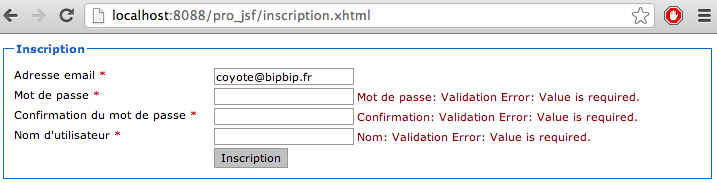 localhost:8088/pro_jsf/inscription.xhtml
Inscription
Adresse email *
coyote@bipbip.fr
Mot de passe * Mot de passe: Validation Error: Value is required.
Confirmation du mot de passe * Confirmation: Validation Error: Value is required.
Nom d'utilisateur * Nom: Validation Error: Value is required.
Inscription